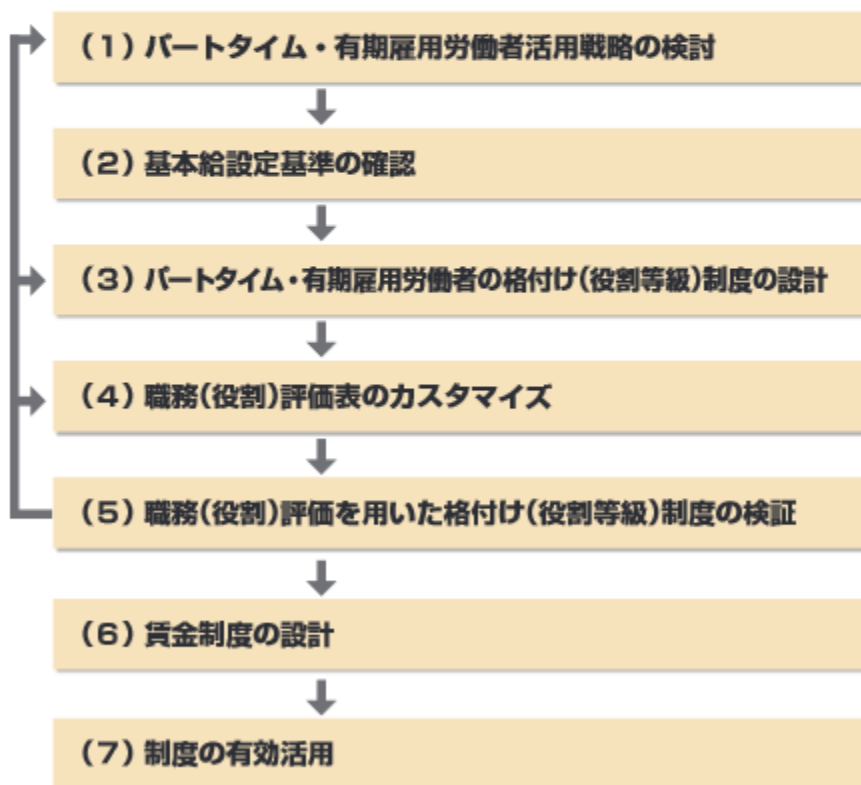 （1）パートタイム・有期雇用労働者活用戦略の検討
（2）基本給設定基準の確認
（3）パートタイム・有期雇用労働者の格付け（役割等級）制度の設計
（4）職務（役割）評価表のカスタマイズ
（5）職務（役割）評価を用いた格付け（役割等級）制度の検証
（6）賃金制度の設計
（7）制度の有効活用